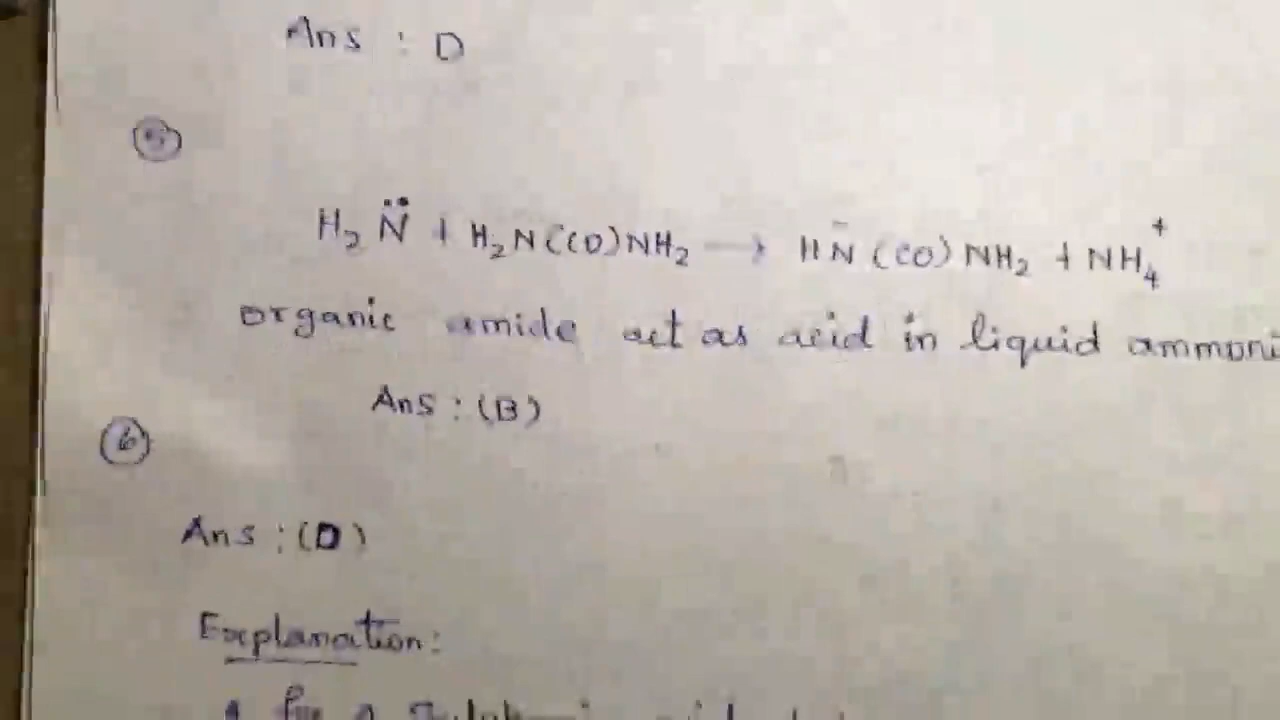 Ans : D
5
H₂N̈ + H₂N(CO)NH₂ → HN̄(CO)NH₂ + NH₄⁺
organic amide act as acid in liquid ammoni
Ans : (B)
6
Ans : (D)
Explanation: